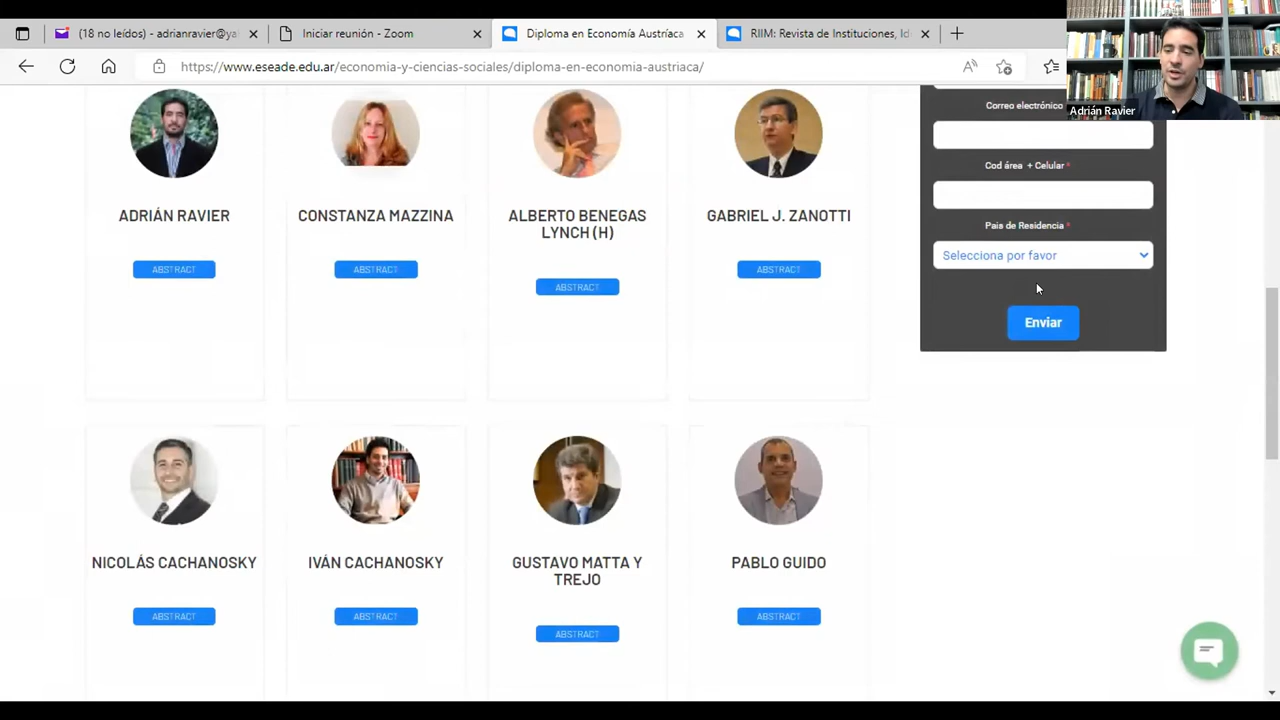 (18 no leídos) - adrianravier@ya
Iniciar reunión - Zoom
Diploma en Economía Austríaca
RIIM: Revista de Instituciones, Id
https://www.eseade.edu.ar/economia-y-ciencias-sociales/diploma-en-economia-austriaca/
Adrián Ravier
Correo electrónico
Cod área + Celular *
Pais de Residencia *
Selecciona por favor
Enviar
ADRIÁN RAVIER
ABSTRACT
CONSTANZA MAZZINA
ABSTRACT
ALBERTO BENEGAS
LYNCH (H)
ABSTRACT
GABRIEL J. ZANOTTI
ABSTRACT
NICOLÁS CACHANOSKY
ABSTRACT
IVÁN CACHANOSKY
ABSTRACT
GUSTAVO MATTA Y
TREJO
ABSTRACT
PABLO GUIDO
ABSTRACT